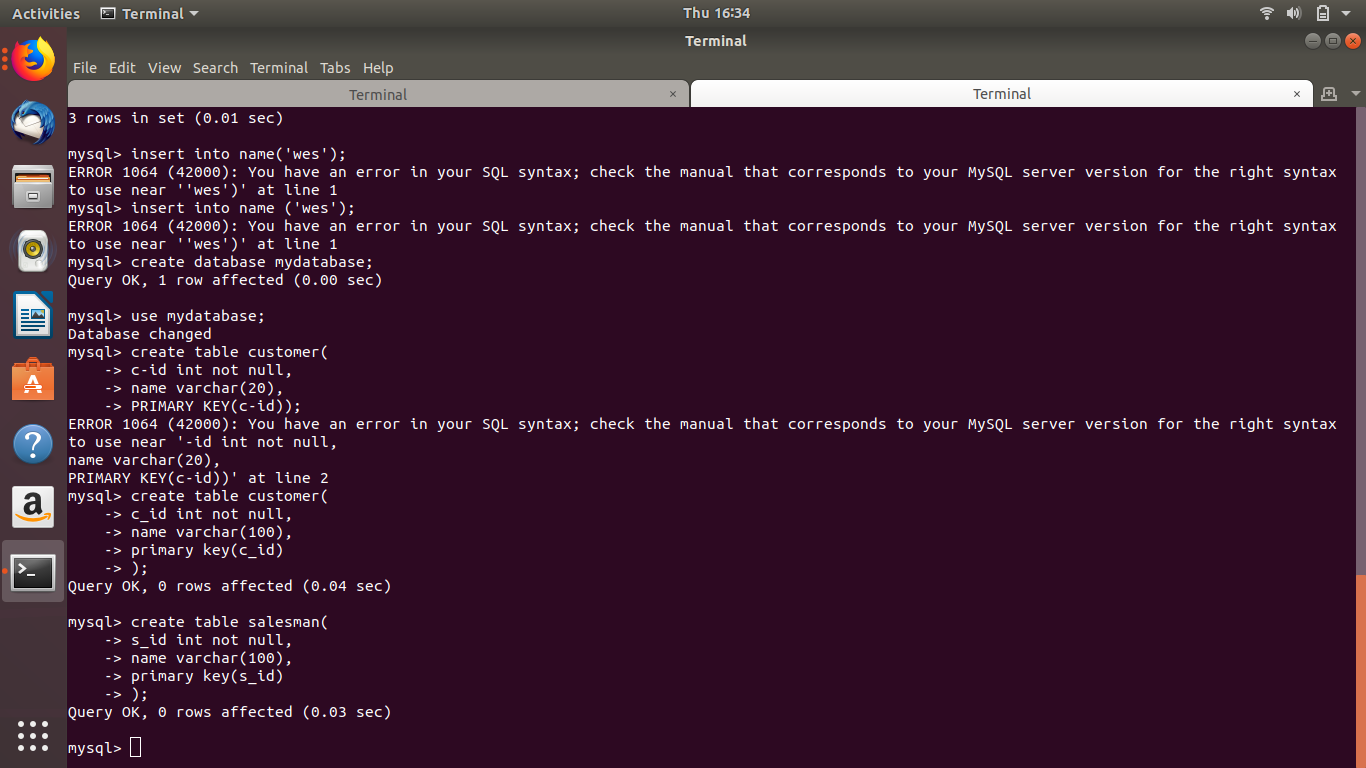 Activities Terminal Thu 16:34
Terminal
File Edit View Search Terminal Tabs Help
Terminal × Terminal ×
3 rows in set (0.01 sec)
mysql> insert into name('wes');
ERROR 1064 (42000): You have an error in your SQL syntax; check the manual that corresponds to your MySQL server version for the right syntax
to use near ''wes')' at line 1
mysql> insert into name ('wes');
ERROR 1064 (42000): You have an error in your SQL syntax; check the manual that corresponds to your MySQL server version for the right syntax
to use near ''wes')' at line 1
mysql> create database mydatabase;
Query OK, 1 row affected (0.00 sec)
mysql> use mydatabase;
Database changed
mysql> create table customer(
    -> c-id int not null,
    -> name varchar(20),
    -> PRIMARY KEY(c-id));
ERROR 1064 (42000): You have an error in your SQL syntax; check the manual that corresponds to your MySQL server version for the right syntax
to use near '-id int not null,
name varchar(20),
PRIMARY KEY(c-id))' at line 2
mysql> create table customer(
    -> c_id int not null,
    -> name varchar(100),
    -> primary key(c_id)
    -> );
Query OK, 0 rows affected (0.04 sec)
mysql> create table salesman(
    -> s_id int not null,
    -> name varchar(100),
    -> primary key(s_id)
    -> );
Query OK, 0 rows affected (0.03 sec)
mysql>